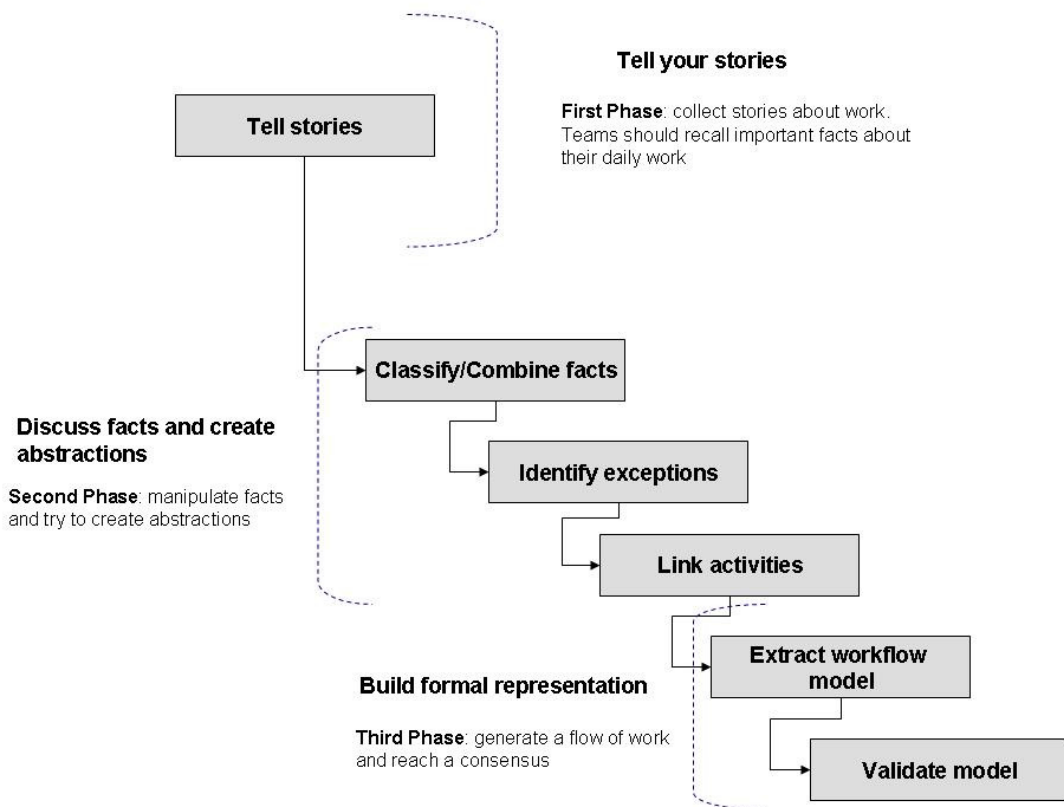 Tell your stories
First Phase: collect stories about work.
Teams should recall important facts about
their daily work
Tell stories
Classify/Combine facts
Discuss facts and create
abstractions
Second Phase: manipulate facts
and try to create abstractions
Identify exceptions
Link activities
Extract workflow
model
Build formal representation
Third Phase: generate a flow of work
and reach a consensus
Validate model